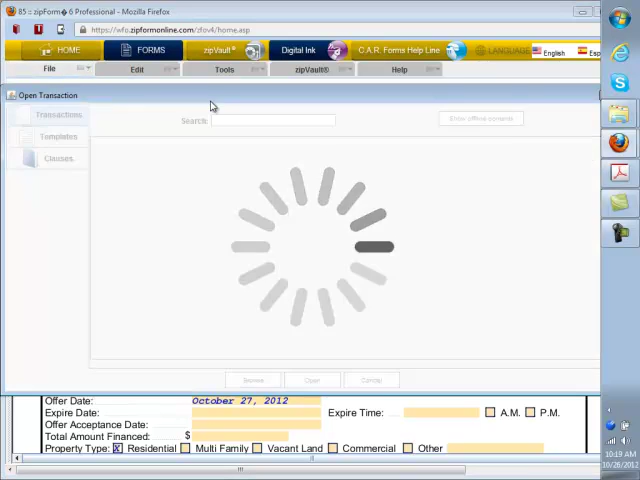 85 :: zipForm� 6 Professional - Mozilla Firefox
https://wfo.zipformonline.com/zfov4/home.asp
HOME FORMS zipVault® Digital Ink C.A.R. Forms Help Line LANGUAGE English Esp
File Edit Tools zipVault® Help
Open Transaction
Transactions
Search:
Show offline contents
Templates
Clauses
Open Cancel
Offer Date: October 27, 2012
Expire Date: Expire Time: A.M. P.M.
Offer Acceptance Date:
Total Amount Financed: $
Property Type: X Residential Multi Family Vacant Land Commercial Other
10:19 AM
10/26/2012